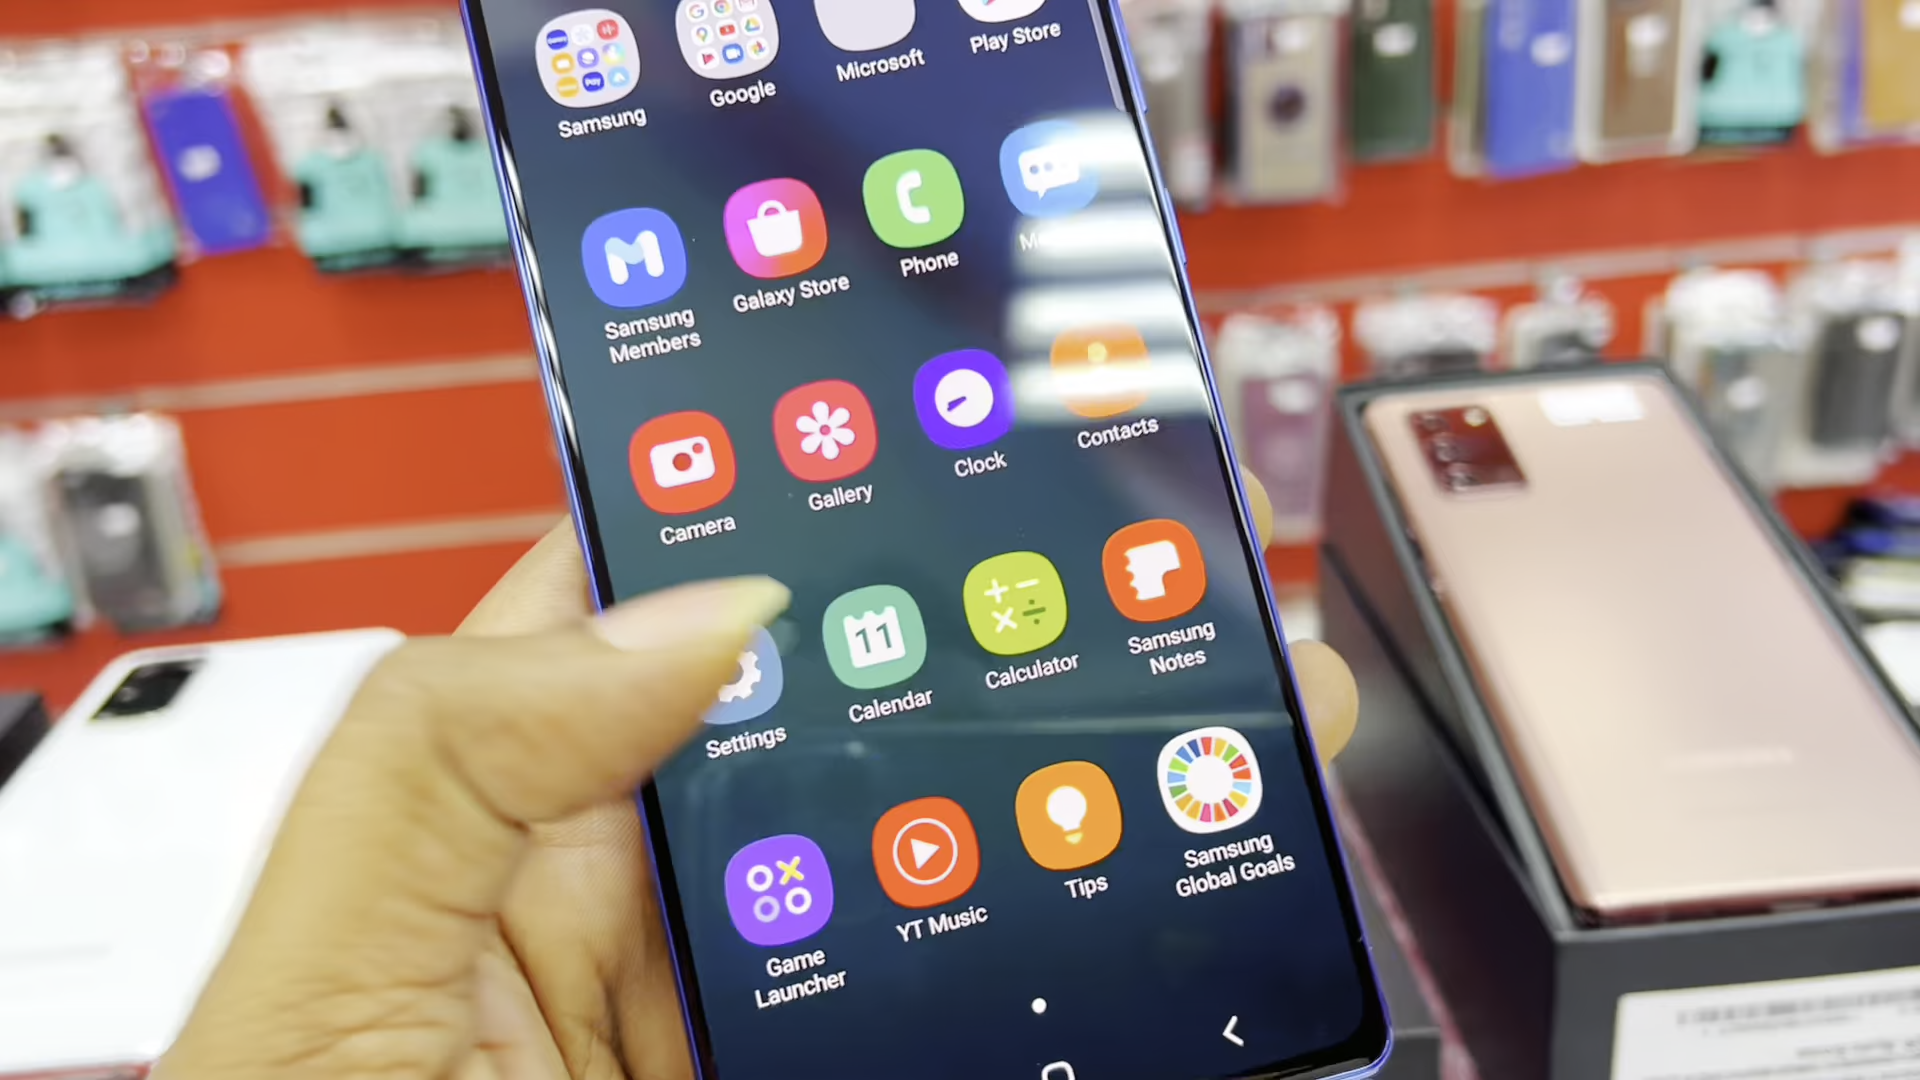 Samsung
Google
Microsoft
Play Store
Samsung
Members
Galaxy Store
Phone
Camera
Gallery
Clock
Contacts
Settings
11
Calendar
Calculator
Samsung
Notes
Game
Launcher
YT Music
Tips
Samsung
Global Goals